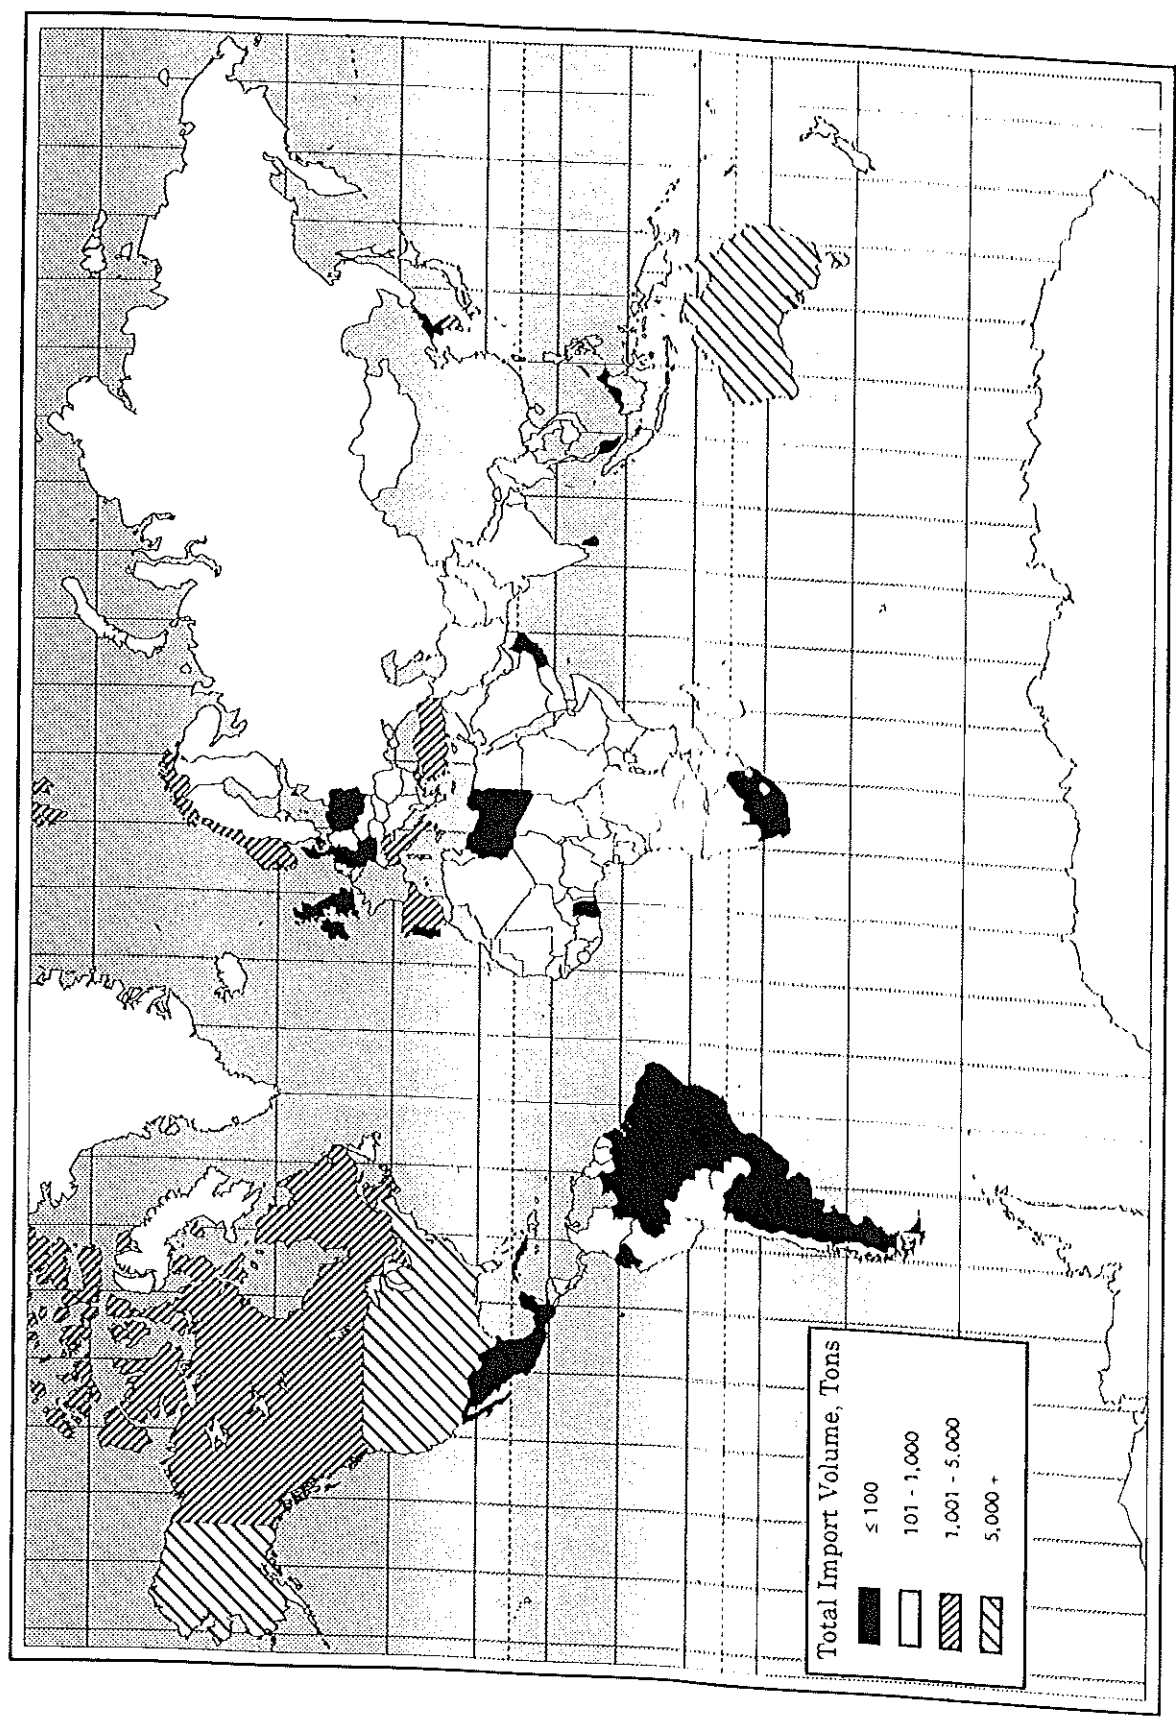 Total Import Volume, Tons
≤ 100
101 - 1,000
1,001 - 5,000
5,000 +